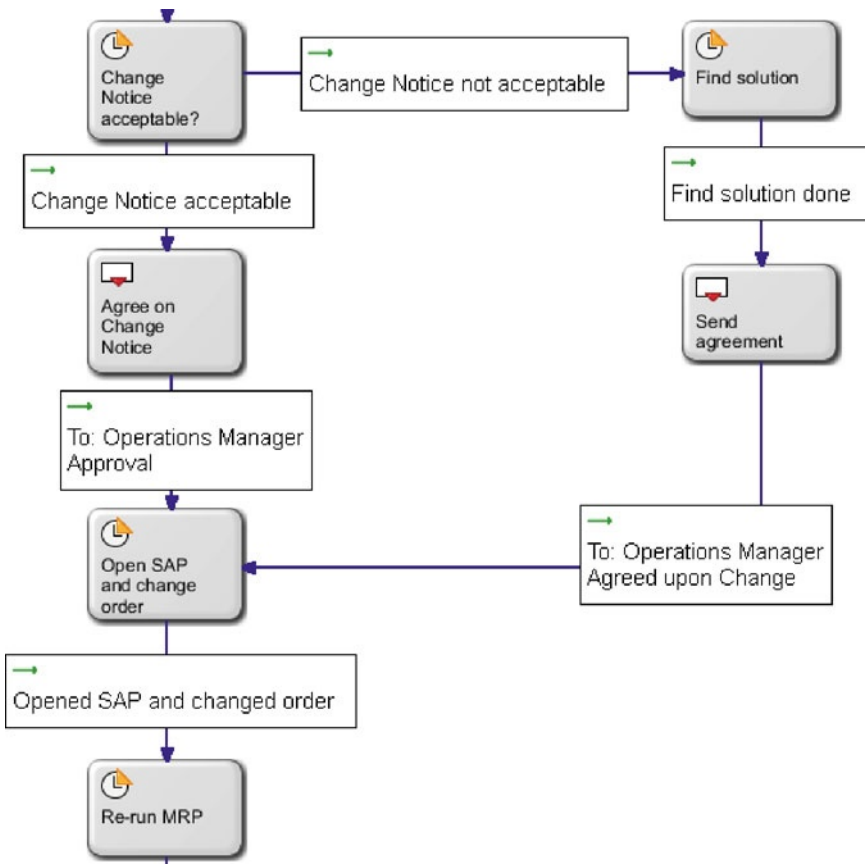 Change
Notice
acceptable?
Change Notice not acceptable
Find solution
Change Notice acceptable
Find solution done
Agree on
Change
Notice
Send
agreement
To: Operations Manager
Approval
Open SAP
and change
order
To: Operations Manager
Agreed upon Change
Opened SAP and changed order
Re-run MRP